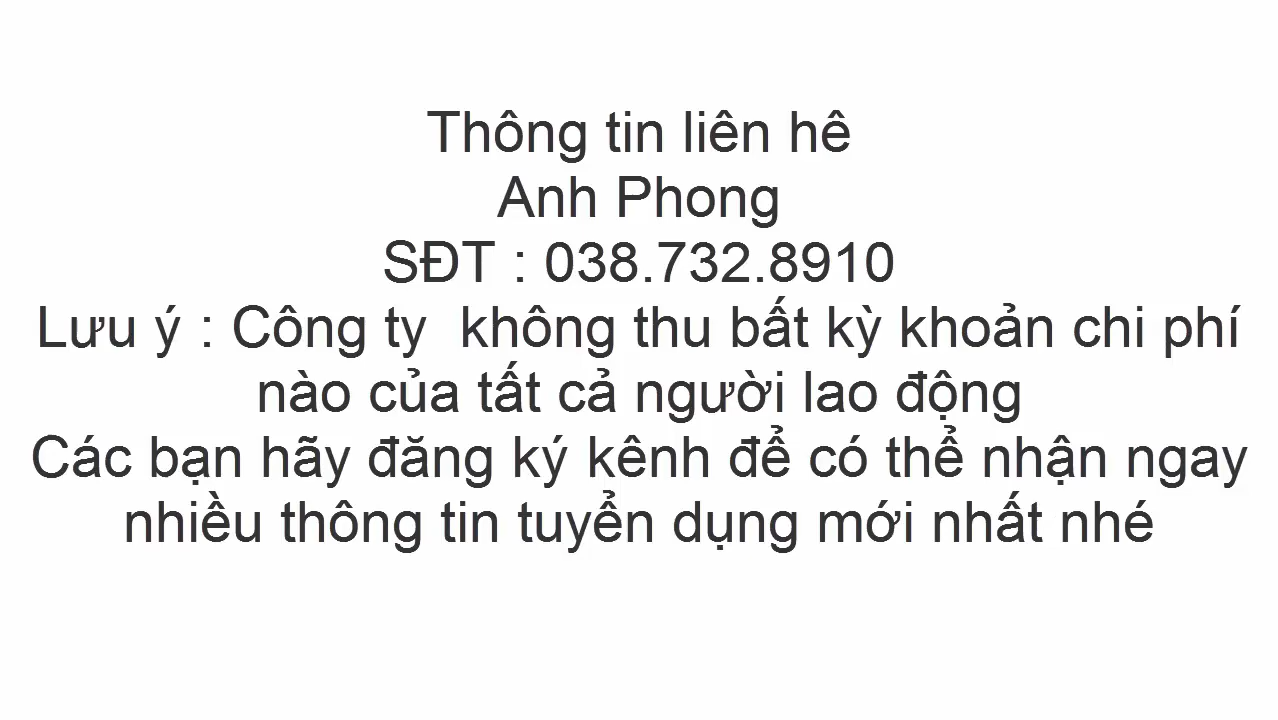 Thông tin liên hê
Anh Phong
SĐT : 038.732.8910
Lưu ý : Công ty  không thu bất kỳ khoản chi phí
nào của tất cả người lao động
Các bạn hãy đăng ký kênh để có thể nhận ngay
nhiều thông tin tuyển dụng mới nhất nhé